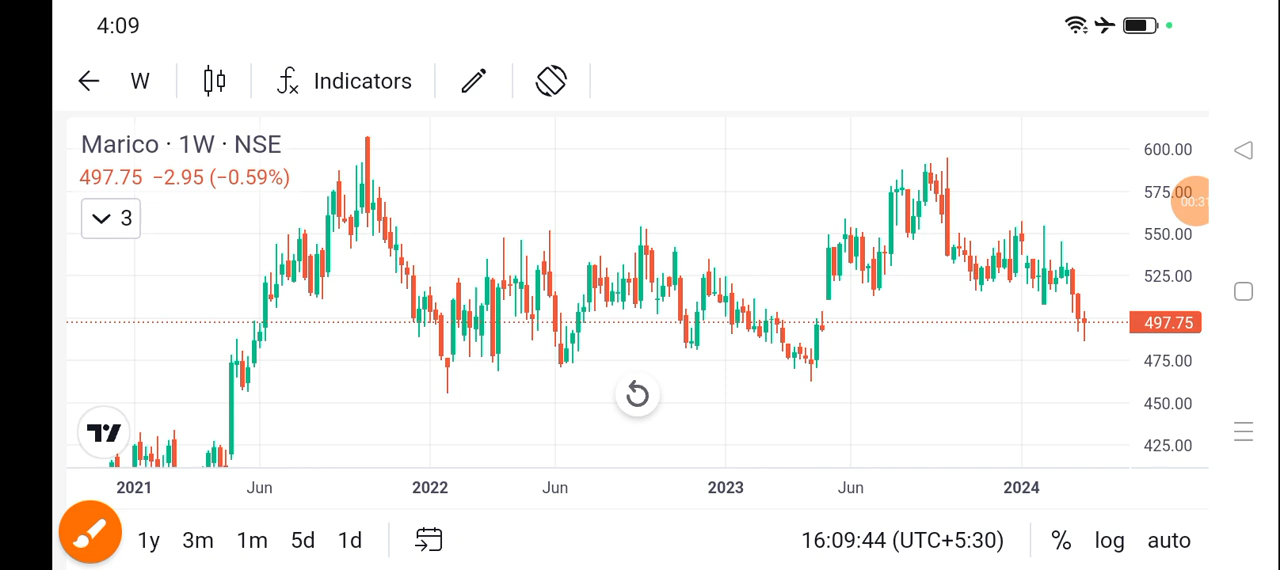 4:09
W Indicators
Marico · 1W · NSE
497.75 −2.95 (−0.59%)
3
600.00
575.00
00:31
550.00
525.00
497.75
475.00
450.00
425.00
2021 Jun 2022 Jun 2023 Jun 2024
1y 3m 1m 5d 1d 16:09:44 (UTC+5:30) % log auto